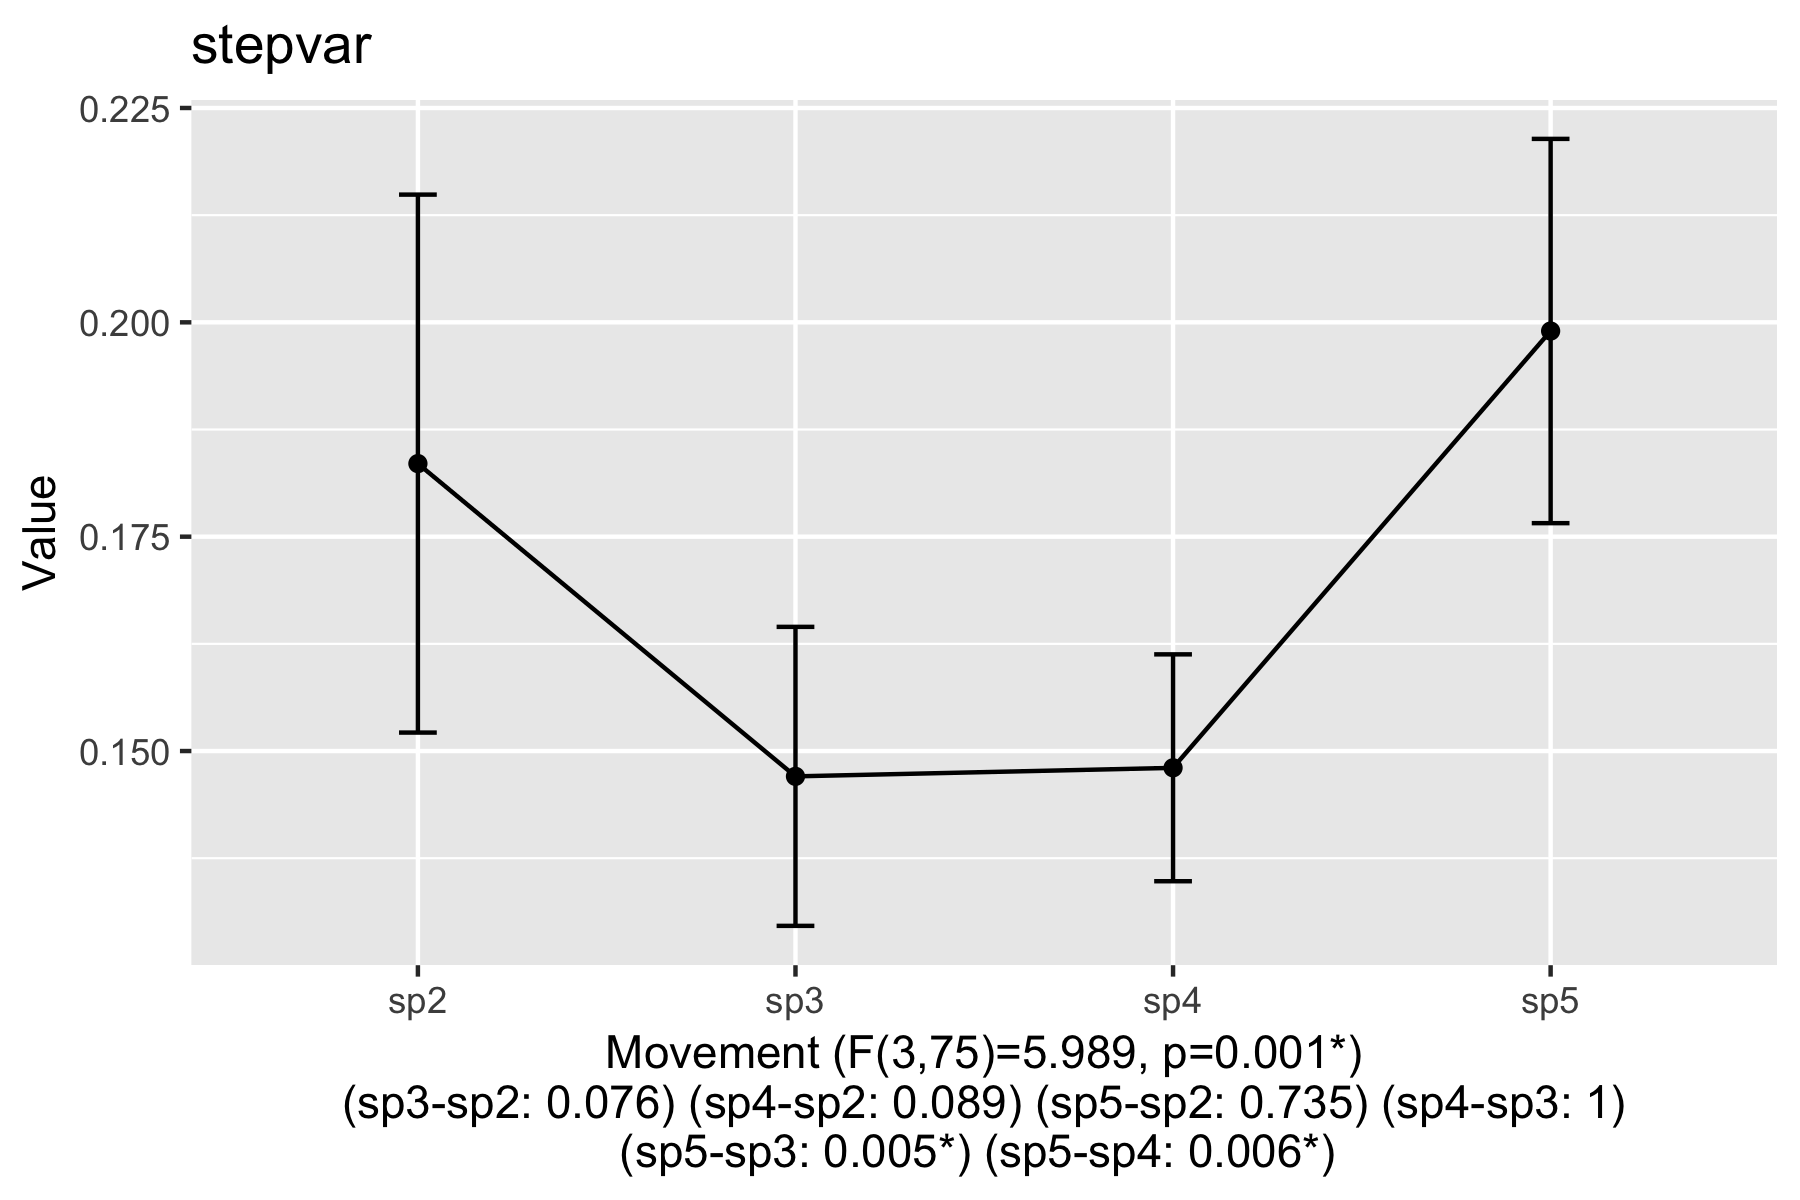 stepvar
0.225
0.200
0.175
0.150
Value
sp2 sp3 sp4 sp5
Movement (F(3,75)=5.989, p=0.001*)
(sp3-sp2: 0.076) (sp4-sp2: 0.089) (sp5-sp2: 0.735) (sp4-sp3: 1)
(sp5-sp3: 0.005*) (sp5-sp4: 0.006*)